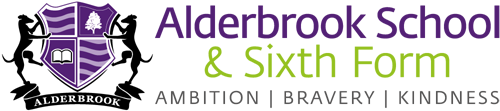 ALDERBROOK
Alderbrook School
& Sixth Form
AMBITION | BRAVERY | KINDNESS